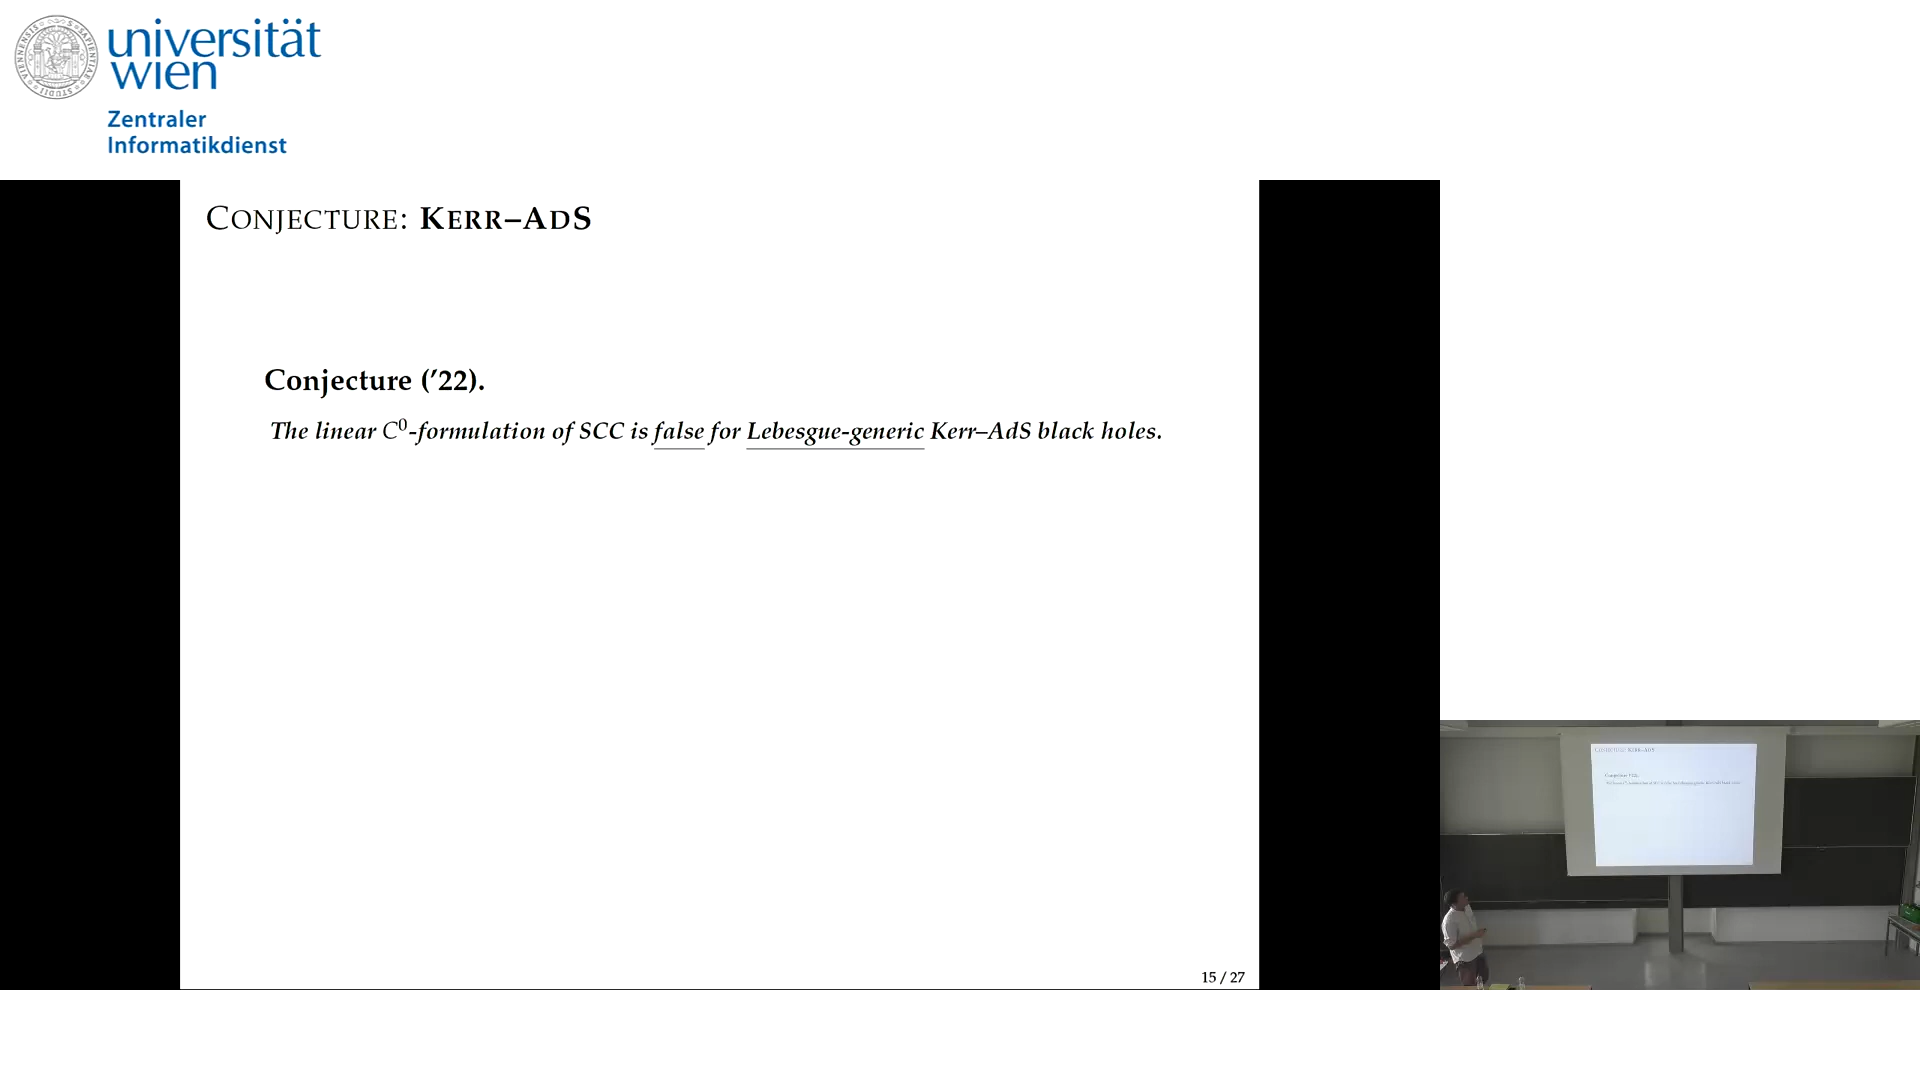 universität
wien
Zentraler
Informatikdienst
CONJECTURE: KERR–ADS
Conjecture ('22).
The linear C⁰-formulation of SCC is false for Lebesgue-generic Kerr–AdS black holes.
15 / 27